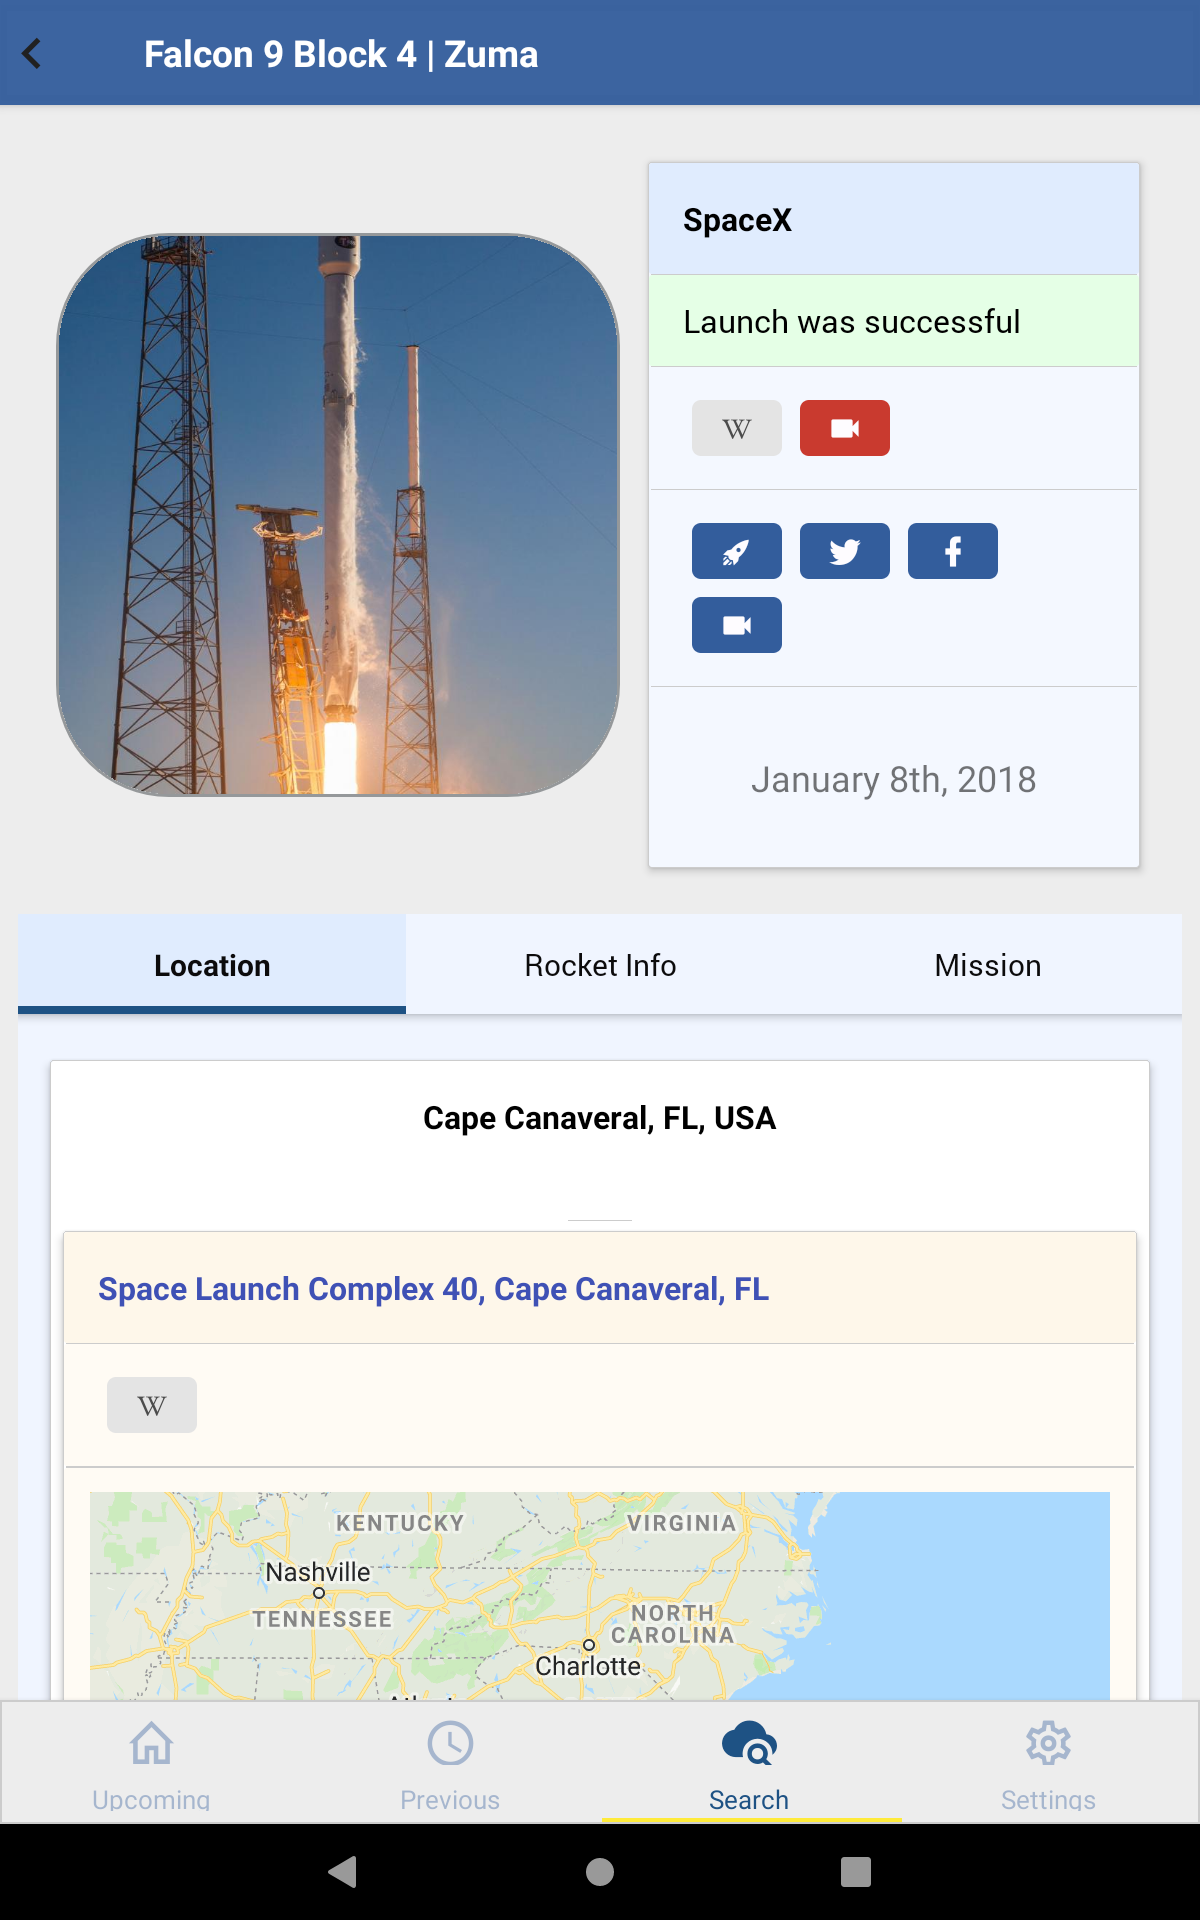 Falcon 9 Block 4 | Zuma
SpaceX
Launch was successful
W
January 8th, 2018
Location
Rocket Info
Mission
Cape Canaveral, FL, USA
Space Launch Complex 40, Cape Canaveral, FL
W
KENTUCKY
VIRGINIA
Nashville
TENNESSEE
NORTH
CAROLINA
Charlotte
Upcoming
Previous
Search
Settings